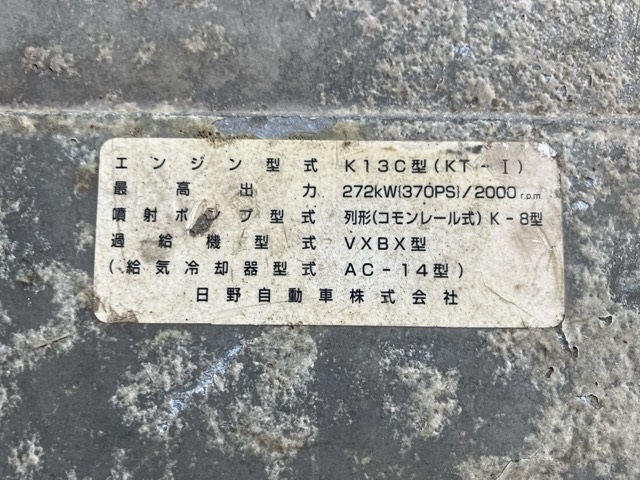 エンジン型式 K13C型(KT-Ⅰ)
最高出力 272kW(370PS)/2000 r.p.m.
噴射ポンプ型式 列形(コモンレール式) K-8型
過給機型式 VXBX型
(給気冷却器型式 AC-14型)
日野自動車株式会社